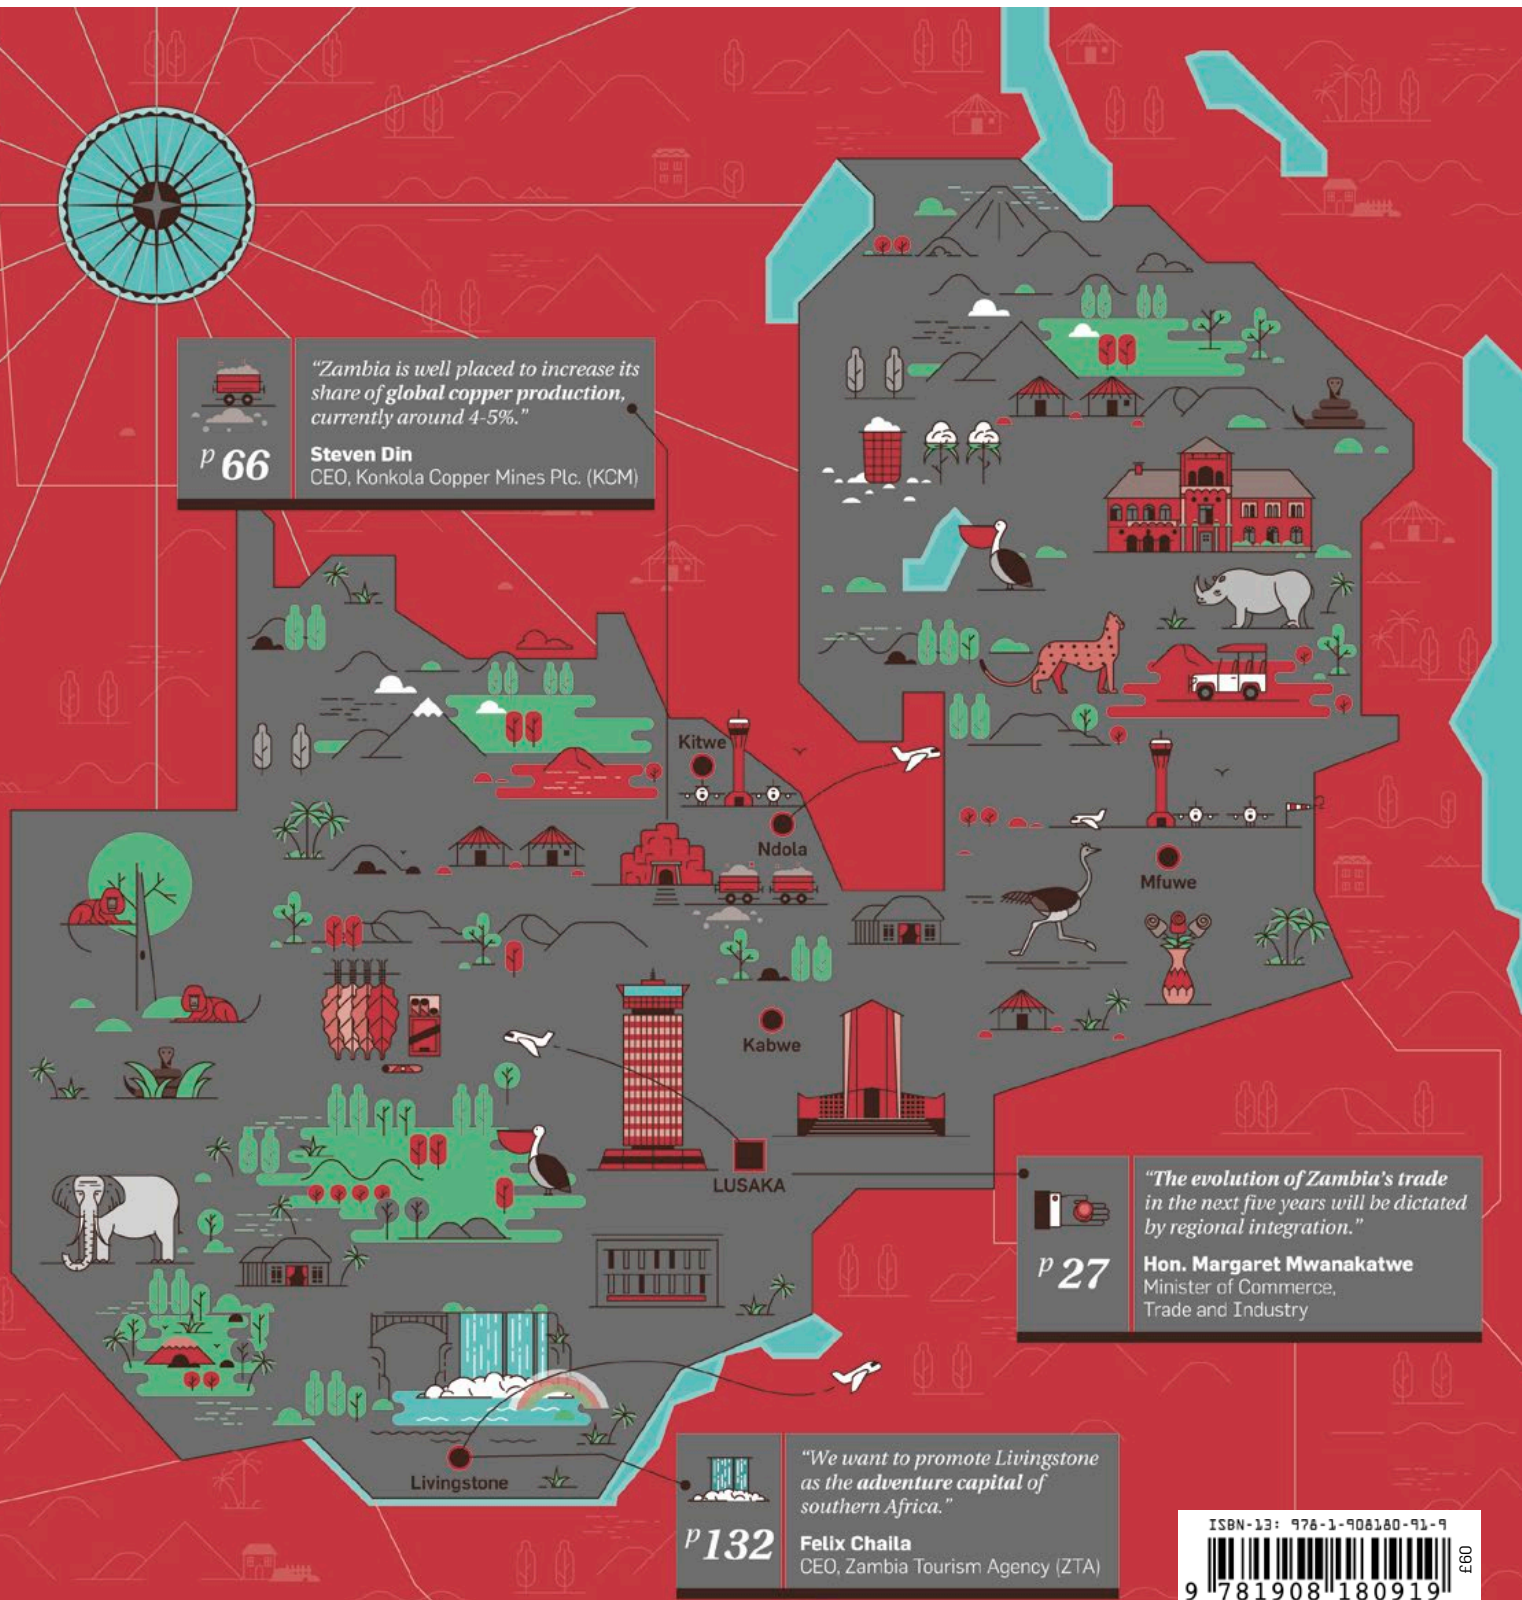 “Zambia is well placed to increase its
share of global copper production,
currently around 4-5%.”
Steven Din
CEO, Konkola Copper Mines Plc. (KCM)
p 66
Kitwe
Ndola
Mfuwe
Kabwe
LUSAKA
“The evolution of Zambia’s trade
in the next five years will be dictated
by regional integration.”
Hon. Margaret Mwanakatwe
Minister of Commerce,
Trade and Industry
p 27
Livingstone
“We want to promote Livingstone
as the adventure capital of
southern Africa.”
Felix Chaila
CEO, Zambia Tourism Agency (ZTA)
p 132
ISBN-13: 978-1-908180-91-9
£60
9 781908 180919